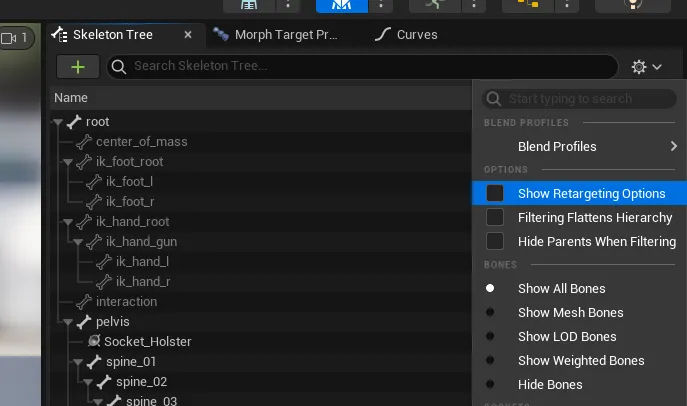 1
Skeleton Tree
Morph Target Pr...
Curves
Search Skeleton Tree...
Start typing to search
Name
BLEND PROFILES
root
center_of_mass
Blend Profiles
ik_foot_root
OPTIONS
ik_foot_l
Show Retargeting Options
ik_foot_r
Filtering Flattens Hierarchy
ik_hand_root
ik_hand_gun
Hide Parents When Filtering
ik_hand_l
BONES
ik_hand_r
Show All Bones
interaction
Show Mesh Bones
pelvis
Socket_Holster
Show LOD Bones
spine_01
Show Weighted Bones
spine_02
Hide Bones
spine_03
SOCKETS